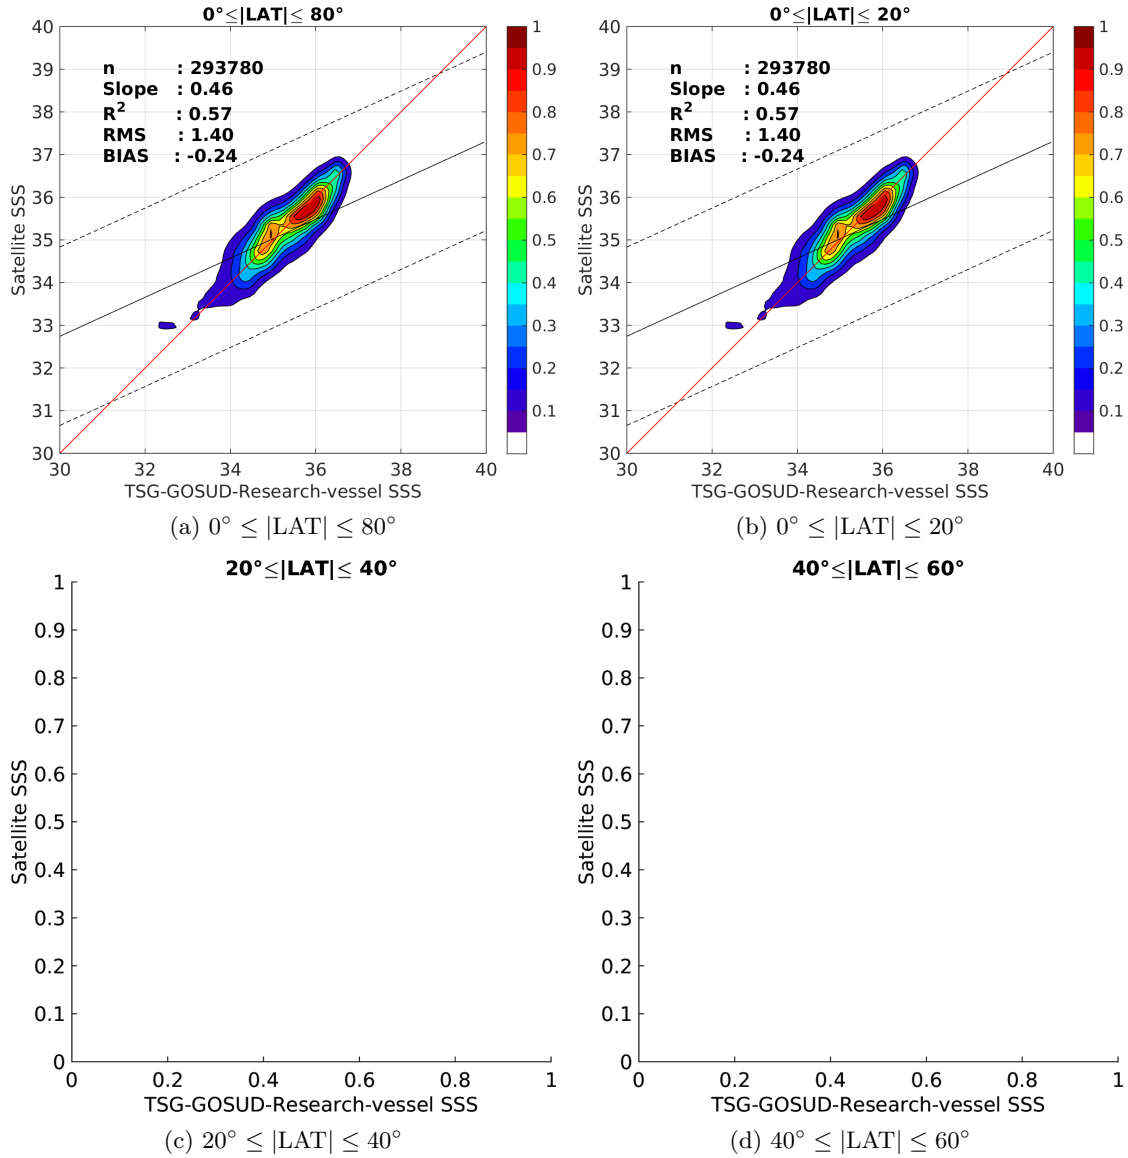 0°≤|LAT|≤ 80°
n : 293780
Slope : 0.46
R² : 0.57
RMS : 1.40
BIAS : -0.24
40
39
38
37
36
35
34
33
32
31
30
Satellite SSS
30 32 34 36 38 40
TSG-GOSUD-Research-vessel SSS
1
0.9
0.8
0.7
0.6
0.5
0.4
0.3
0.2
0.1
(a) 0° ≤ |LAT| ≤ 80°
0°≤|LAT|≤ 20°
n : 293780
Slope : 0.46
R² : 0.57
RMS : 1.40
BIAS : -0.24
40
39
38
37
36
35
34
33
32
31
30
Satellite SSS
30 32 34 36 38 40
TSG-GOSUD-Research-vessel SSS
1
0.9
0.8
0.7
0.6
0.5
0.4
0.3
0.2
0.1
(b) 0° ≤ |LAT| ≤ 20°
20°≤|LAT|≤ 40°
1
0.9
0.8
0.7
0.6
0.5
0.4
0.3
0.2
0.1
0
Satellite SSS
0 0.2 0.4 0.6 0.8 1
TSG-GOSUD-Research-vessel SSS
(c) 20° ≤ |LAT| ≤ 40°
40°≤|LAT|≤ 60°
1
0.9
0.8
0.7
0.6
0.5
0.4
0.3
0.2
0.1
0
Satellite SSS
0 0.2 0.4 0.6 0.8 1
TSG-GOSUD-Research-vessel SSS
(d) 40° ≤ |LAT| ≤ 60°